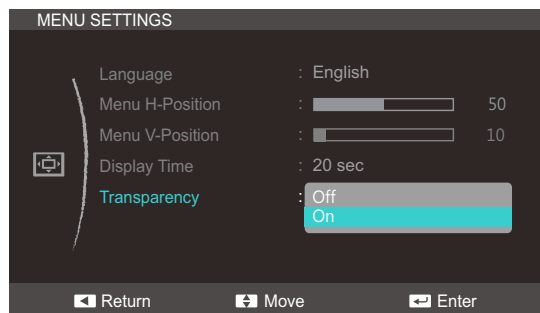 MENU SETTINGS
Language : English
Menu H-Position : 50
Menu V-Position : 10
Display Time : 20 sec
Transparency : Off
On
Return Move Enter